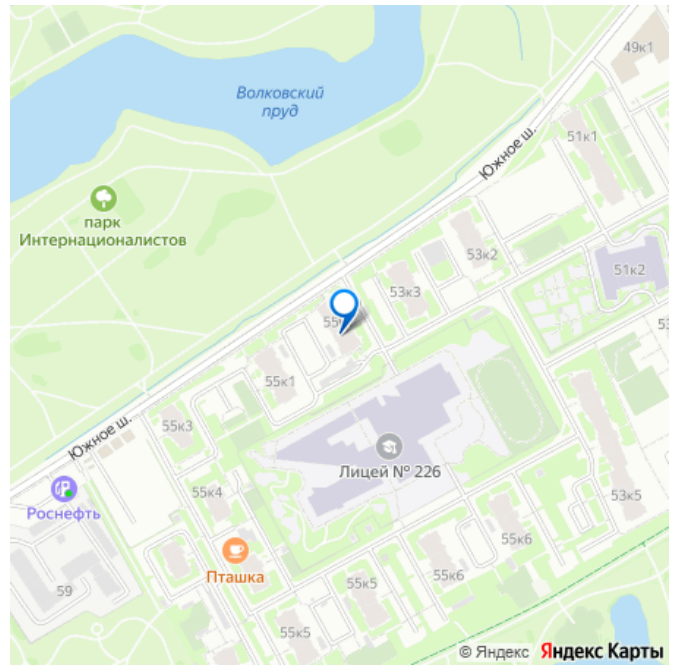 49к1
Волковский
пруд
51к1
Южное ш.
парк
Интернационалистов
53к2
51к2
53к3
55к1
Южное ш.
55к3
Лицей № 226
Роснефть
55к4
53к5
Пташка
55к6
55к6
55к5
59
55к5
© Яндекс Яндекс Карты